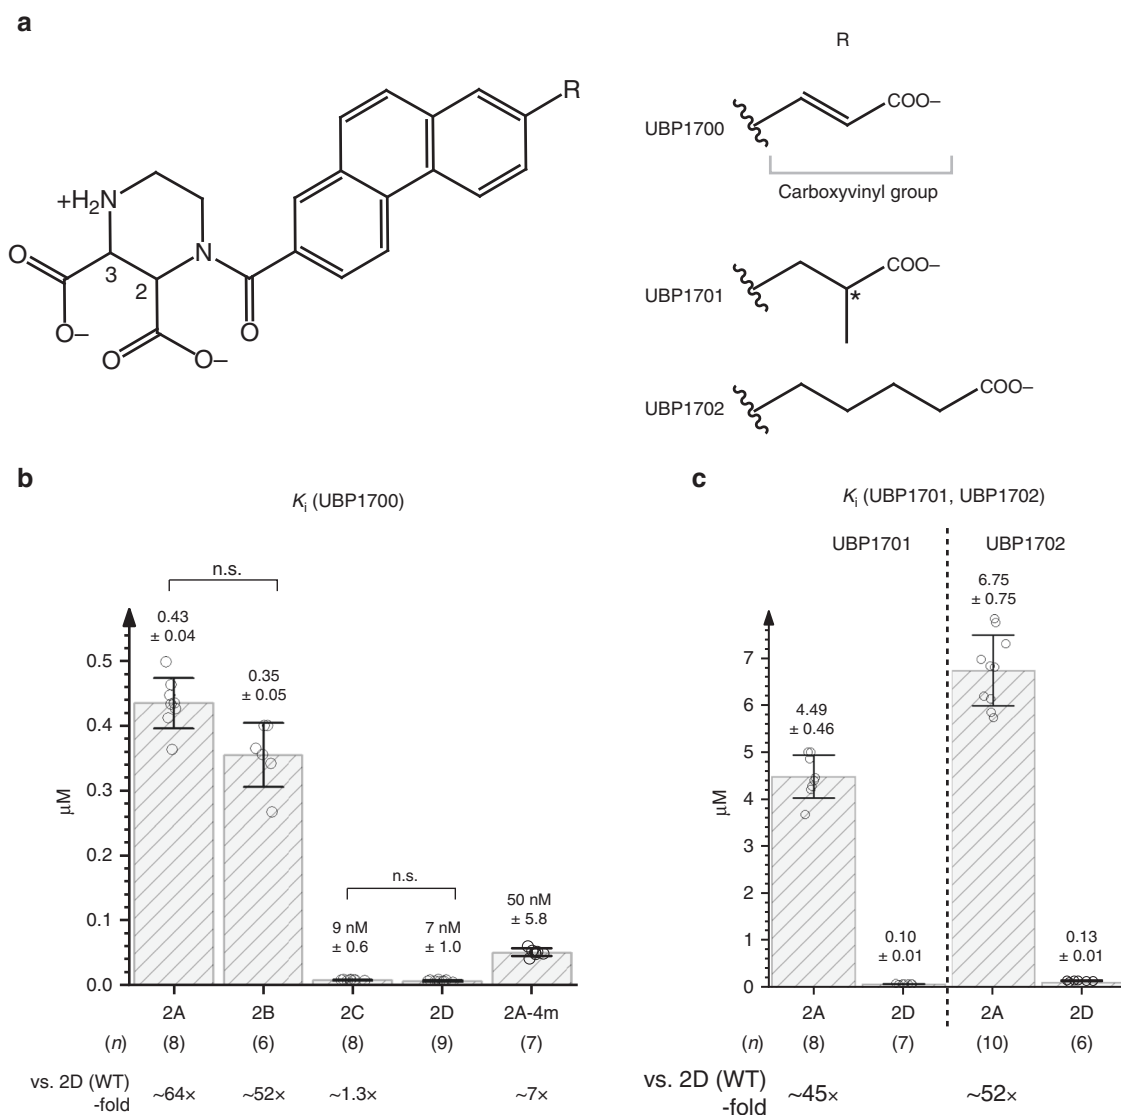 a
R
+H2N
N
O
O–
O
O–
O
3
2
R
UBP1700
COO–
Carboxyvinyl group
UBP1701
COO–
*
UBP1702
COO–
b
Ki (UBP1700)
n.s.
0.43
± 0.04
0.35
± 0.05
n.s.
9 nM
± 0.6
7 nM
± 1.0
50 nM
± 5.8
μM
0.5
0.4
0.3
0.2
0.1
0.0
2A 2B 2C 2D 2A-4m
(n) (8) (6) (8) (9) (7)
vs. 2D (WT)
-fold
~64× ~52× ~1.3× ~7×
c
Ki (UBP1701, UBP1702)
UBP1701 UBP1702
4.49
± 0.46
0.10
± 0.01
6.75
± 0.75
0.13
± 0.01
μM
7
6
5
4
3
2
1
0
2A 2D 2A 2D
(n) (8) (7) (10) (6)
vs. 2D (WT)
-fold
~45× ~52×